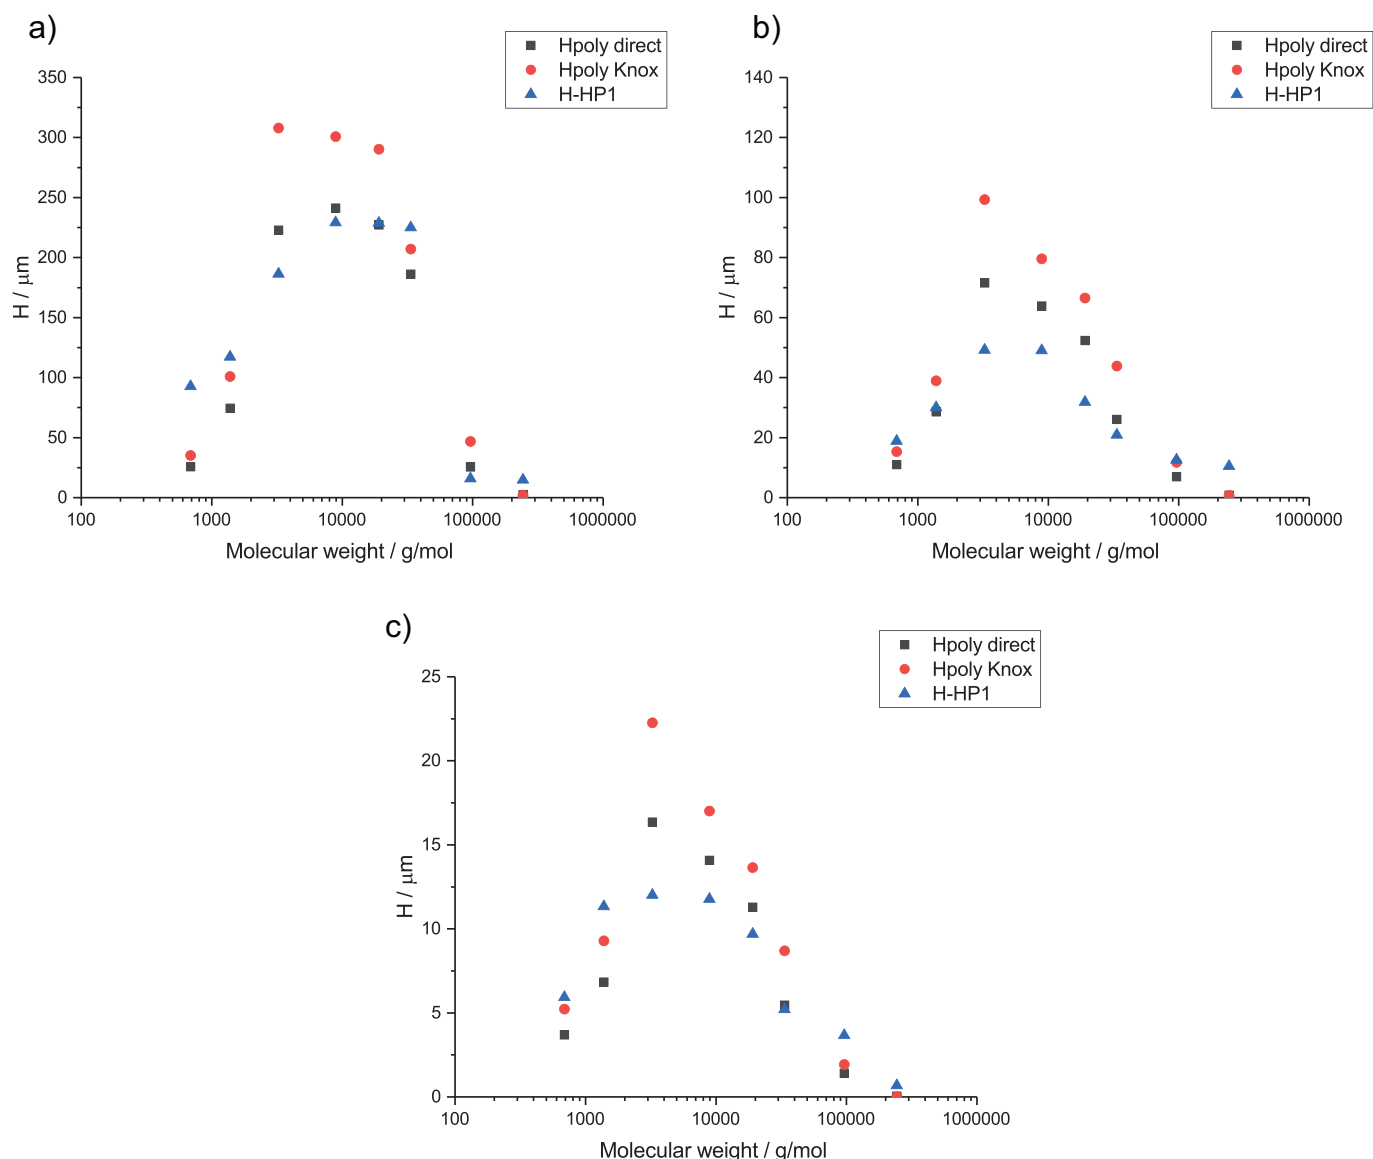 a)
Hpoly direct
Hpoly Knox
H-HP1
350
300
250
200
150
100
50
0
H / μm
100
1000
10000
100000
1000000
Molecular weight / g/mol
b)
Hpoly direct
Hpoly Knox
H-HP1
140
120
100
80
60
40
20
0
H / μm
100
1000
10000
100000
1000000
Molecular weight / g/mol
c)
Hpoly direct
Hpoly Knox
H-HP1
25
20
15
10
5
0
H / μm
100
1000
10000
100000
1000000
Molecular weight / g/mol